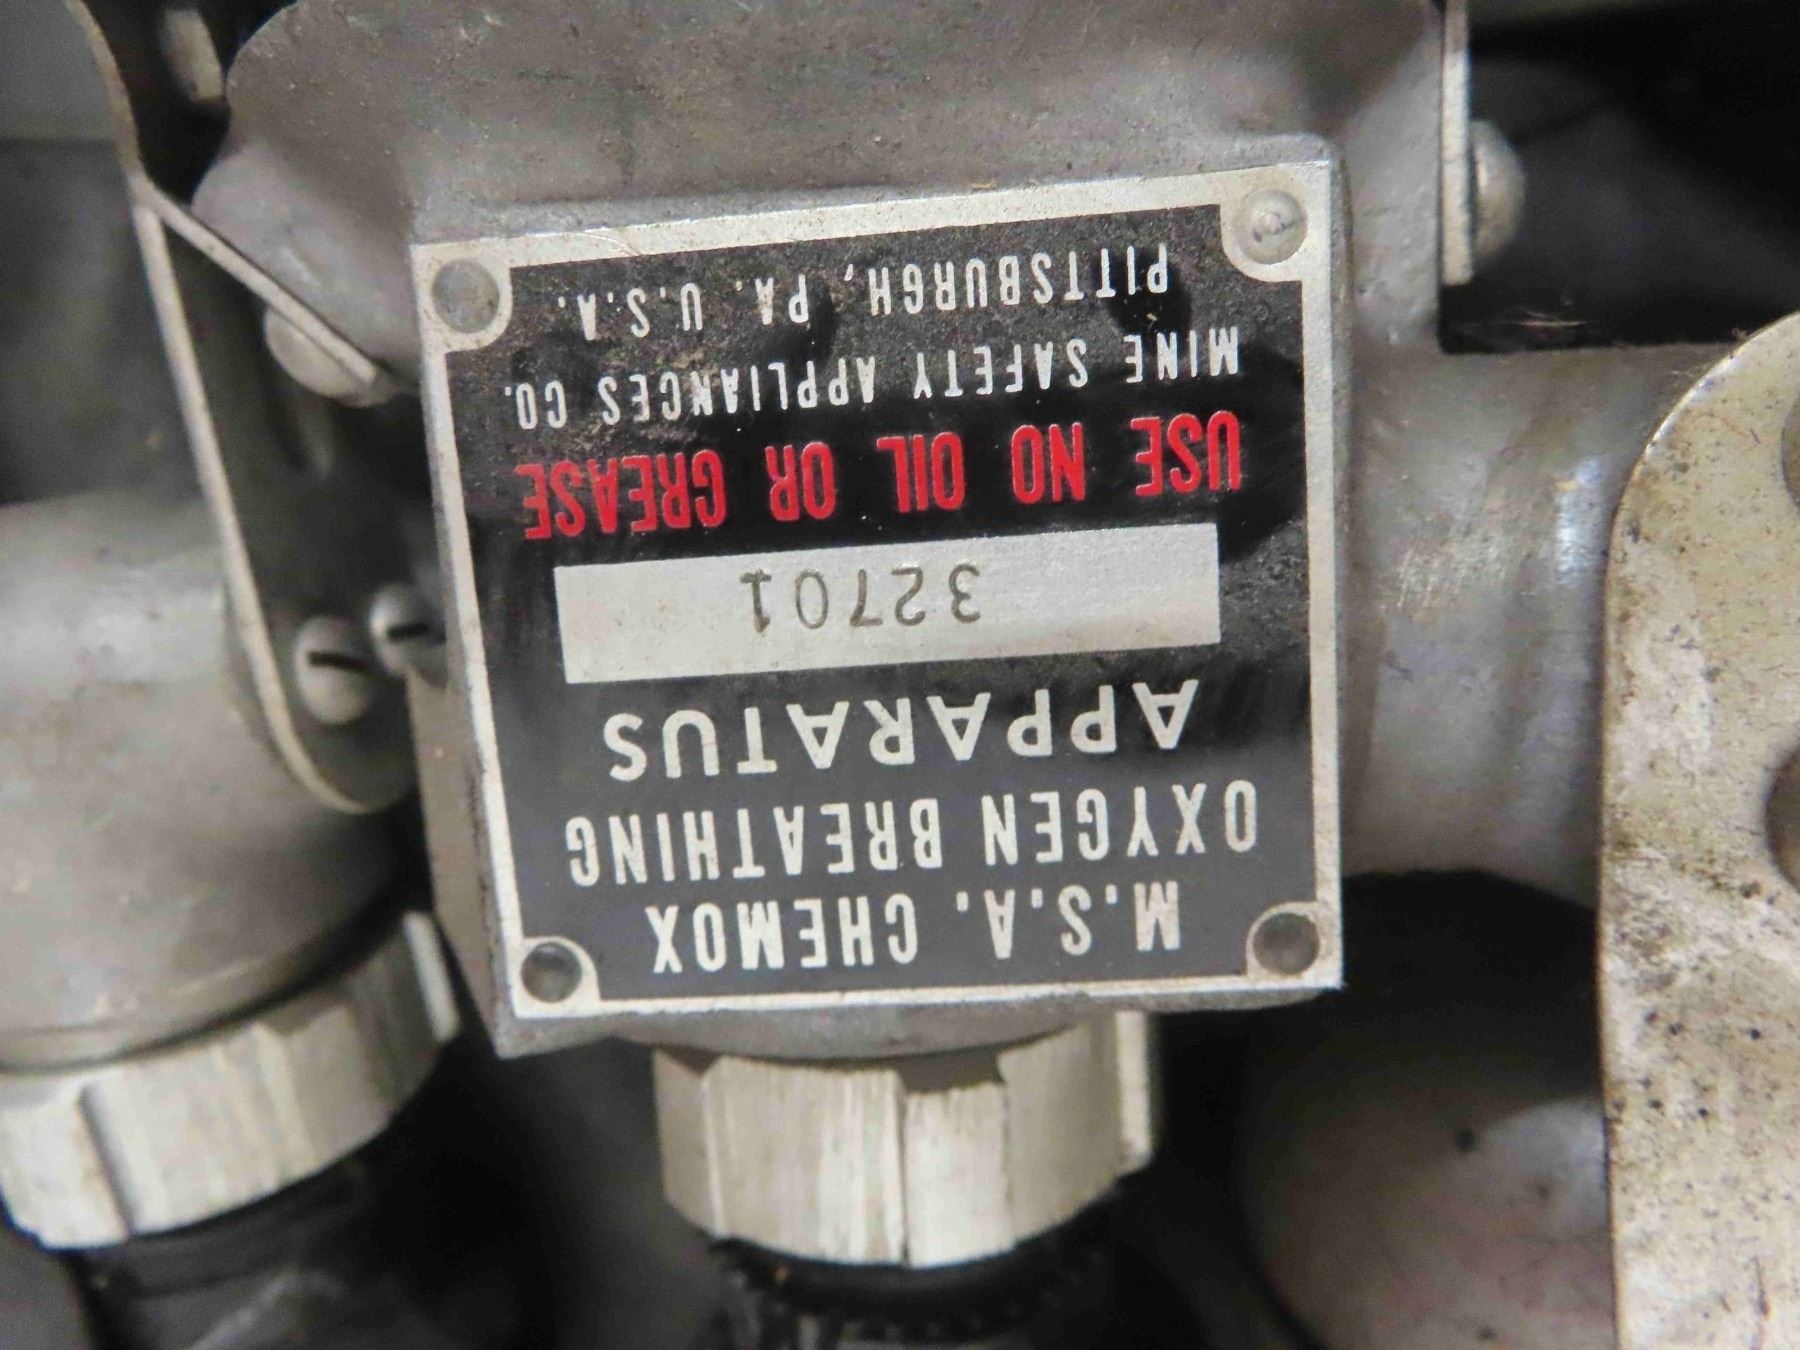 M.S.A. CHEMOX
OXYGEN BREATHING
APPARATUS
32701
USE NO OIL OR GREASE
MINE SAFETY APPLIANCES CO.
PITTSBURGH, PA. U.S.A.